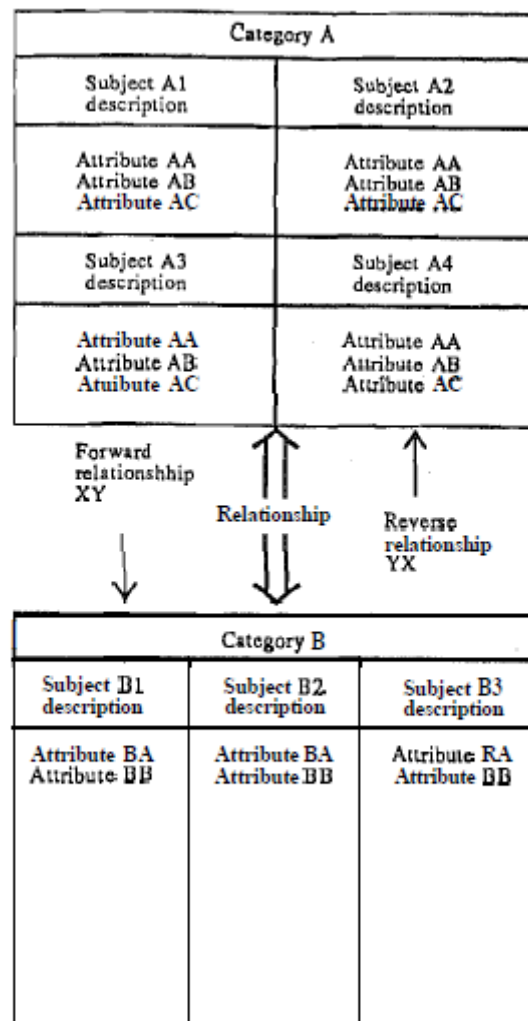 Category A
Subject A1
description
Subject A2
description
Attribute AA
Attribute AB
Attribute AC
Attribute AA
Attribute AB
Attribute AC
Subject A3
description
Subject A4
description
Attribute AA
Attribute AB
Atuibute AC
Attribute AA
Attribute AB
Attribute AC
Forward
relationshhip
XY
Relationship
Reverse
relationship
YX
Category B
Subject B1
description
Subject B2
description
Subject B3
description
Attribute BA
Attribute BB
Attribute BA
Attribute BB
Attribute RA
Attribute BB